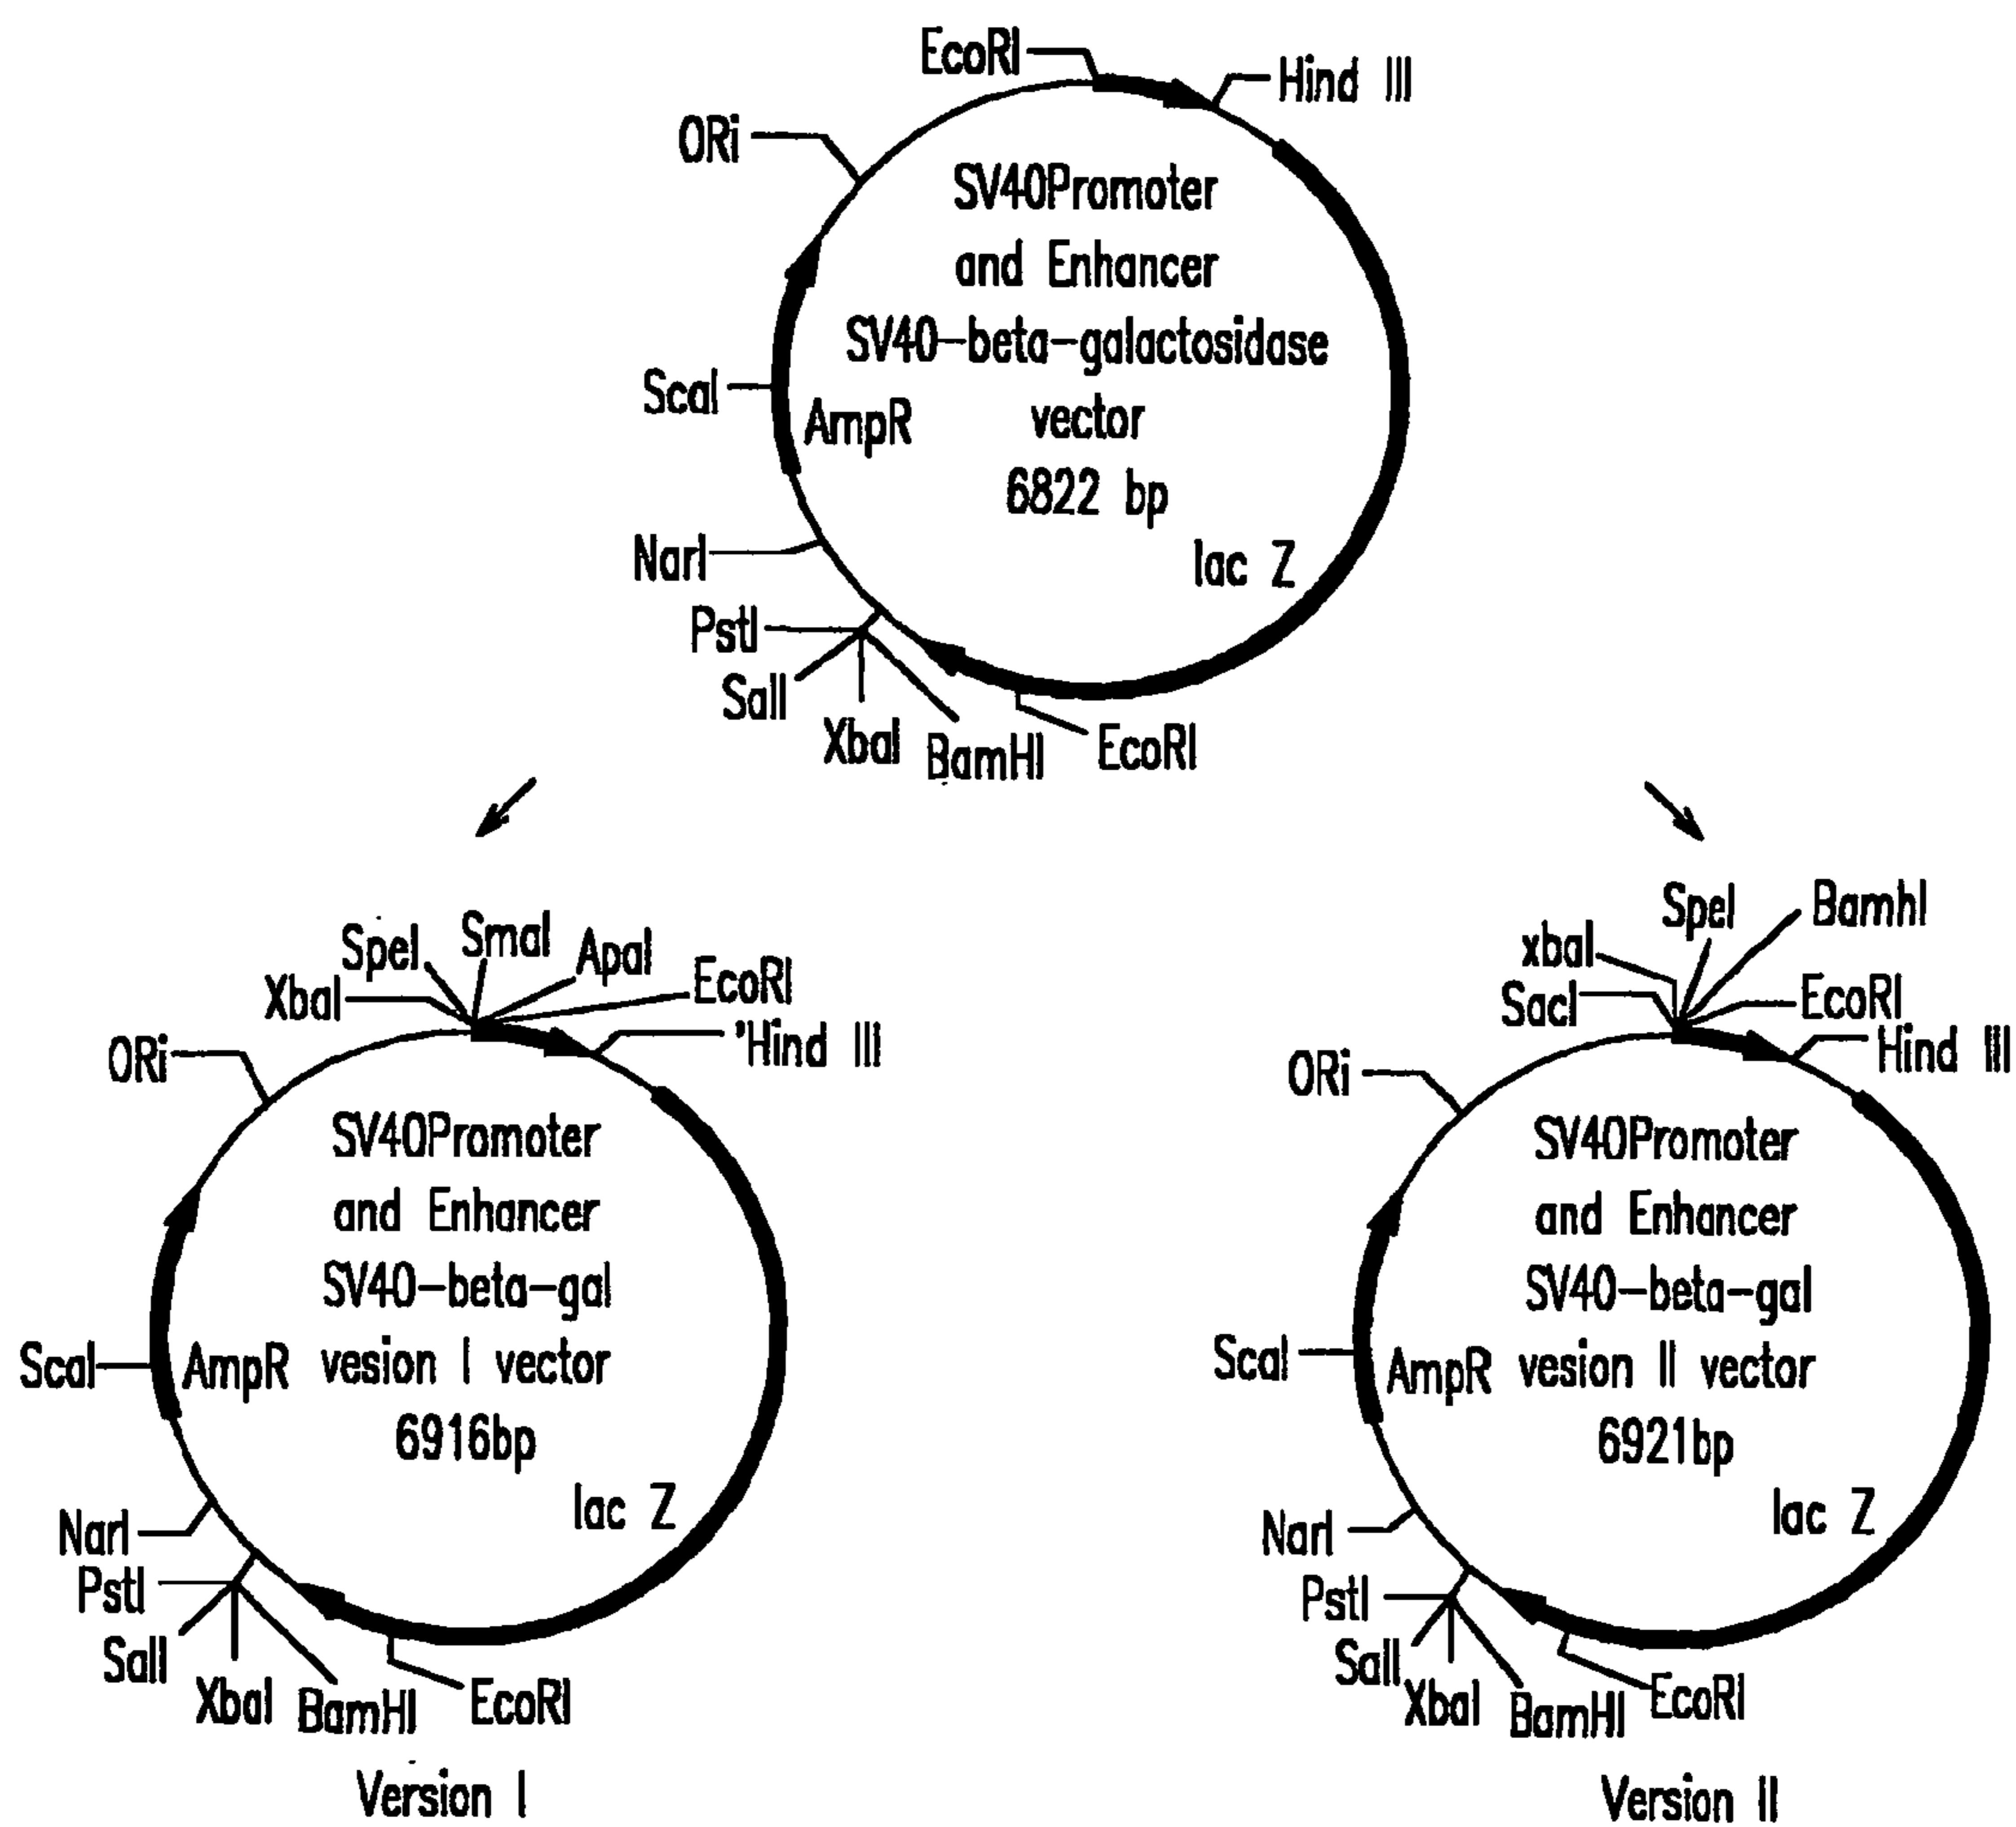 EcoRI
Hind III
ORi
SV40Promoter
and Enhancer
SV40-beta-galactosidase
vector
6822 bp
ScaI
AmpR
NarI
lac Z
PstI
SalI
XbaI
BamHI
EcoRI
SpeI
SmaI
ApaI
XbaI
EcoRI
'Hind III
ORi
SV40Promoter
and Enhancer
SV40-beta-gal
ScaI
AmpR
vesion I vector
6916bp
lac Z
NarI
PstI
SalI
XbaI
BamHI
EcoRI
Version I
SpeI
BamhI
xbaI
SacI
EcoRI
Hind III
ORi
SV40Promoter
and Enhancer
SV40-beta-gal
ScaI
AmpR
vesion II vector
6921bp
lac Z
NarI
PstI
SalI
XbaI
BamHI
EcoRI
Version II